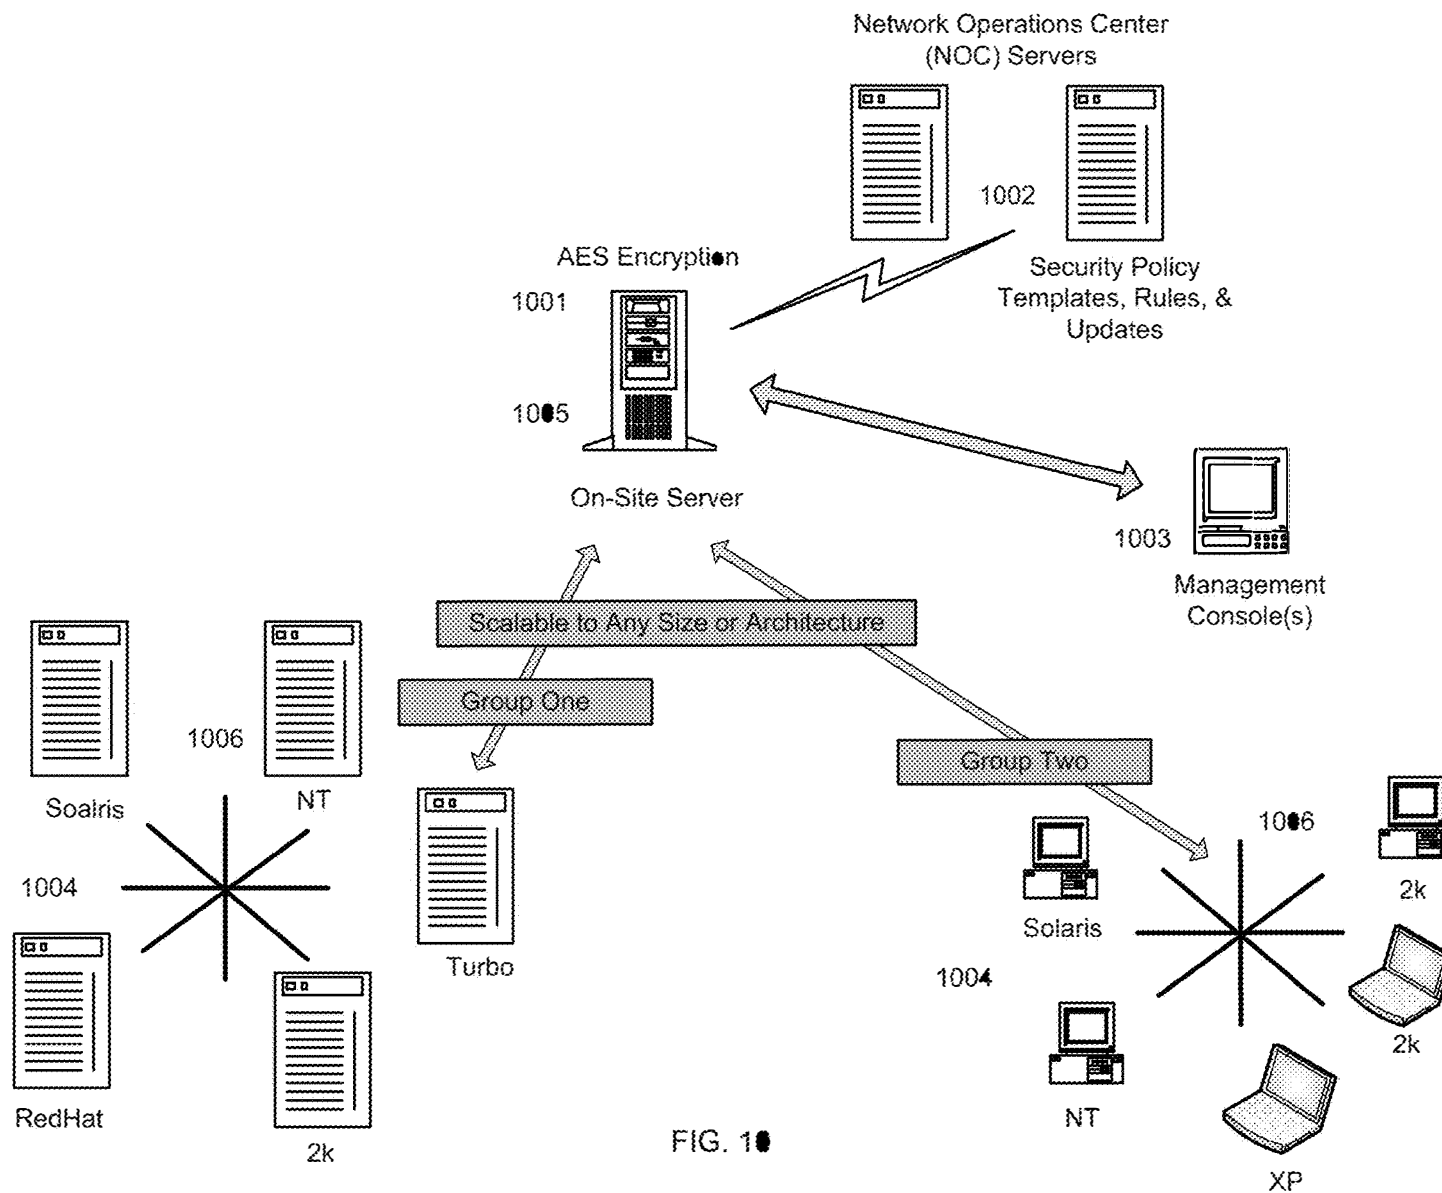 Network Operations Center
(NOC) Servers
1002
AES Encryption
1001
Security Policy
Templates, Rules, &
Updates
1005
On-Site Server
1003
Management
Console(s)
Scalable to Any Size or Architecture
Group One
1006
Soalris
NT
Group Two
1006
2k
1004
Turbo
Solaris
1004
2k
RedHat
2k
NT
XP
FIG. 10